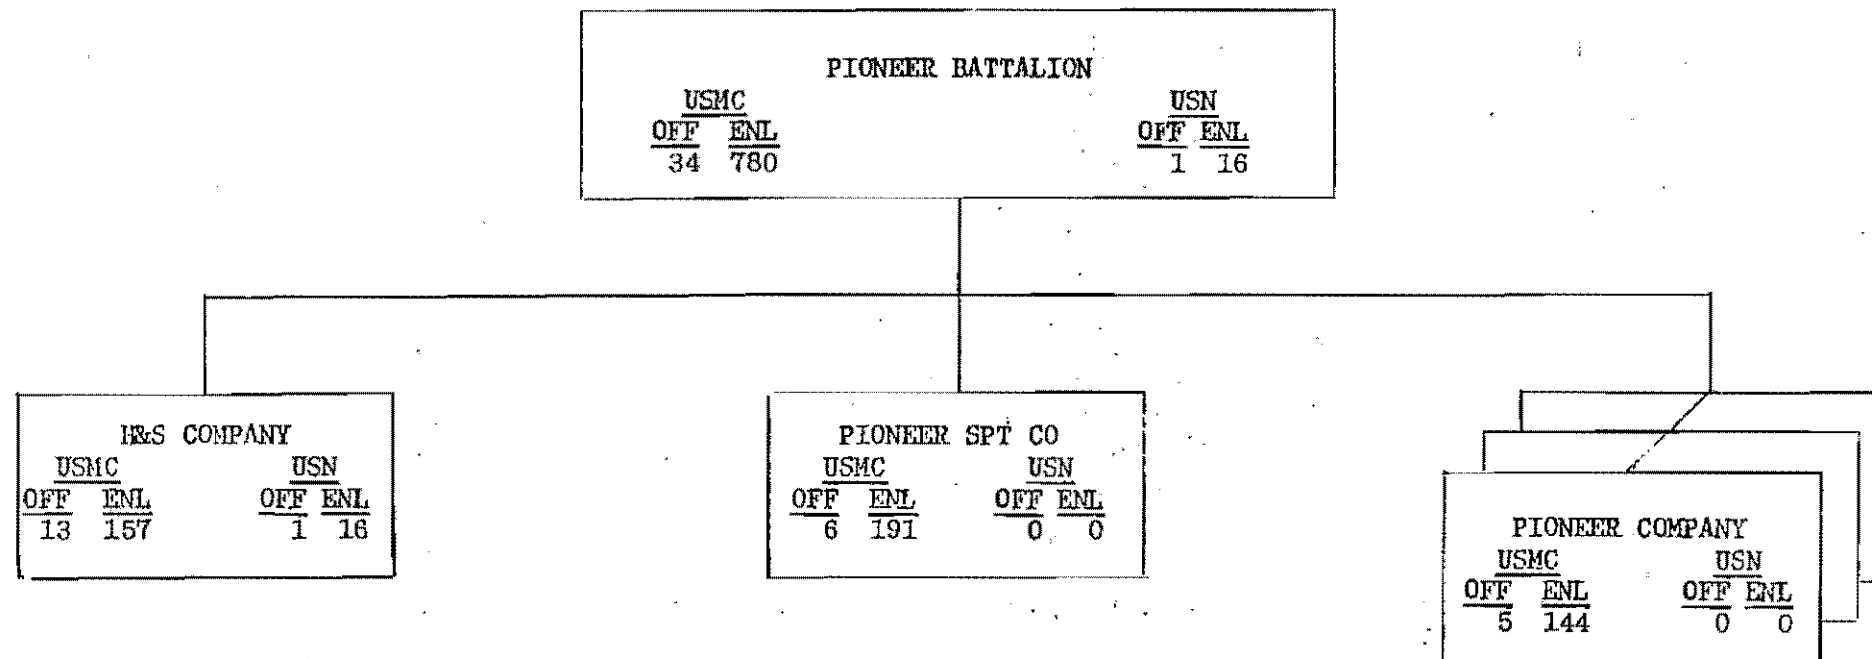 PIONEER BATTALION
USMC USN
OFF ENL OFF ENL
34 780 1 16
H&S COMPANY
USMC USN
OFF ENL OFF ENL
13 157 1 16
PIONEER SPT CO
USMC USN
OFF ENL OFF ENL
6 191 0 0
PIONEER COMPANY
USMC USN
OFF ENL OFF ENL
5 144 0 0